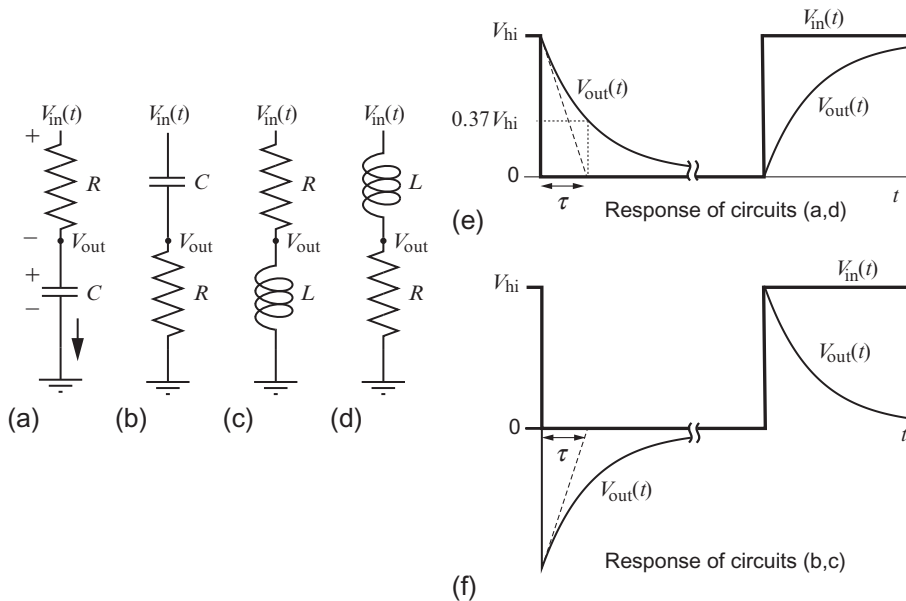 V_in(t) V_in(t) V_in(t) V_in(t)
+
R C R L
−
V_out V_out V_out V_out
+
C R L R
−
(a) (b) (c) (d)
V_hi V_in(t)
V_out(t)
V_out(t)
0.37V_hi
0
τ t
(e) Response of circuits (a,d)
V_in(t)
V_hi
V_out(t)
0
τ t
V_out(t)
Response of circuits (b,c)
(f)